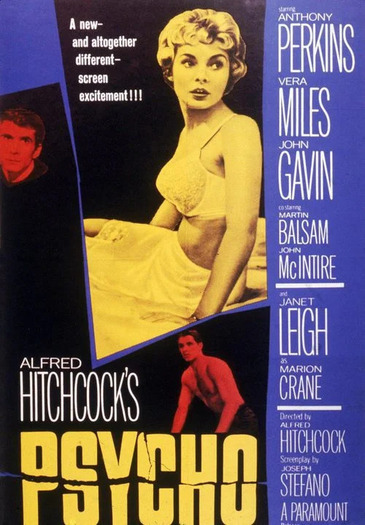 A new–
and altogether
different–
screen
excitement!!!
ALFRED
HITCHCOCK'S
PSYCHO
starring
ANTHONY
PERKINS
VERA
MILES
JOHN
GAVIN
co-starring
MARTIN
BALSAM
JOHN
McINTIRE
and
JANET
LEIGH
as
MARION
CRANE
Directed by
ALFRED
HITCHCOCK
Screenplay by
JOSEPH
STEFANO
A PARAMOUNT